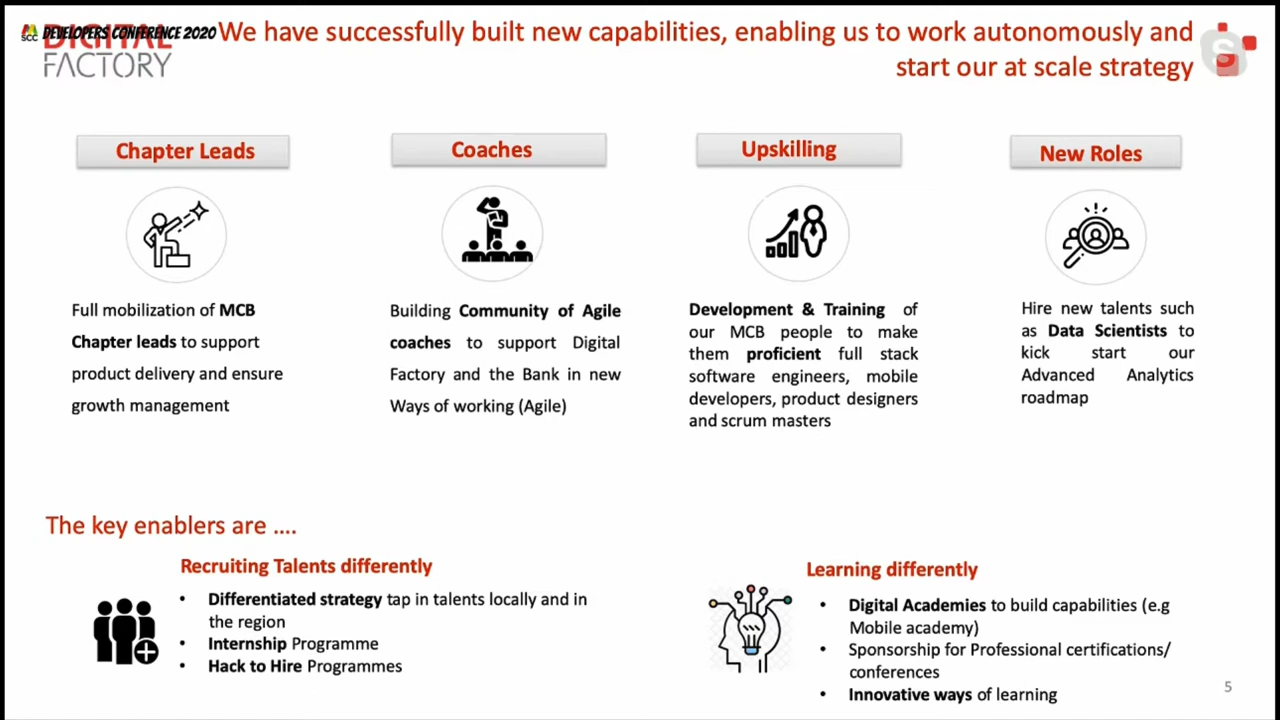 SCC DEVELOPERS CONFERENCE 2020
DIGITAL
FACTORY
We have successfully built new capabilities, enabling us to work autonomously and
start our at scale strategy
S
Chapter Leads
Coaches
Upskilling
New Roles
Full mobilization of MCB
Chapter leads to support
product delivery and ensure
growth management
Building Community of Agile
coaches to support Digital
Factory and the Bank in new
Ways of working (Agile)
Development & Training of
our MCB people to make
them proficient full stack
software engineers, mobile
developers, product designers
and scrum masters
Hire new talents such
as Data Scientists to
kick start our
Advanced Analytics
roadmap
The key enablers are ....
Recruiting Talents differently
• Differentiated strategy tap in talents locally and in
the region
• Internship Programme
• Hack to Hire Programmes
Learning differently
• Digital Academies to build capabilities (e.g
Mobile academy)
• Sponsorship for Professional certifications/
conferences
• Innovative ways of learning
5